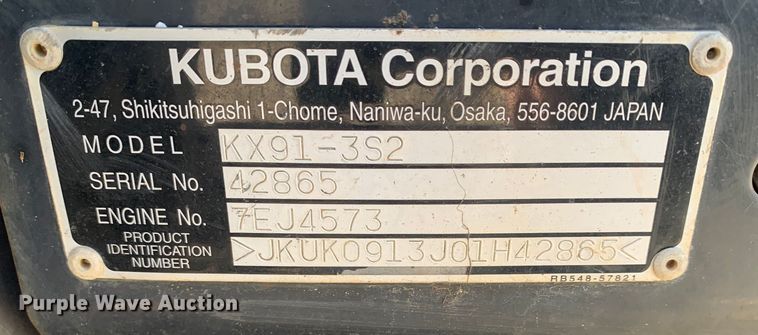 KUBOTA Corporation
2-47, Shikitsuhigashi 1-Chome, Naniwa-ku, Osaka, 556-8601 JAPAN
MODEL KX91-3S2
SERIAL No. 42865
ENGINE No. 7EJ4573
PRODUCT IDENTIFICATION NUMBER >JKUK0913J01H42865<
RB548-57821
Purple Wave Auction